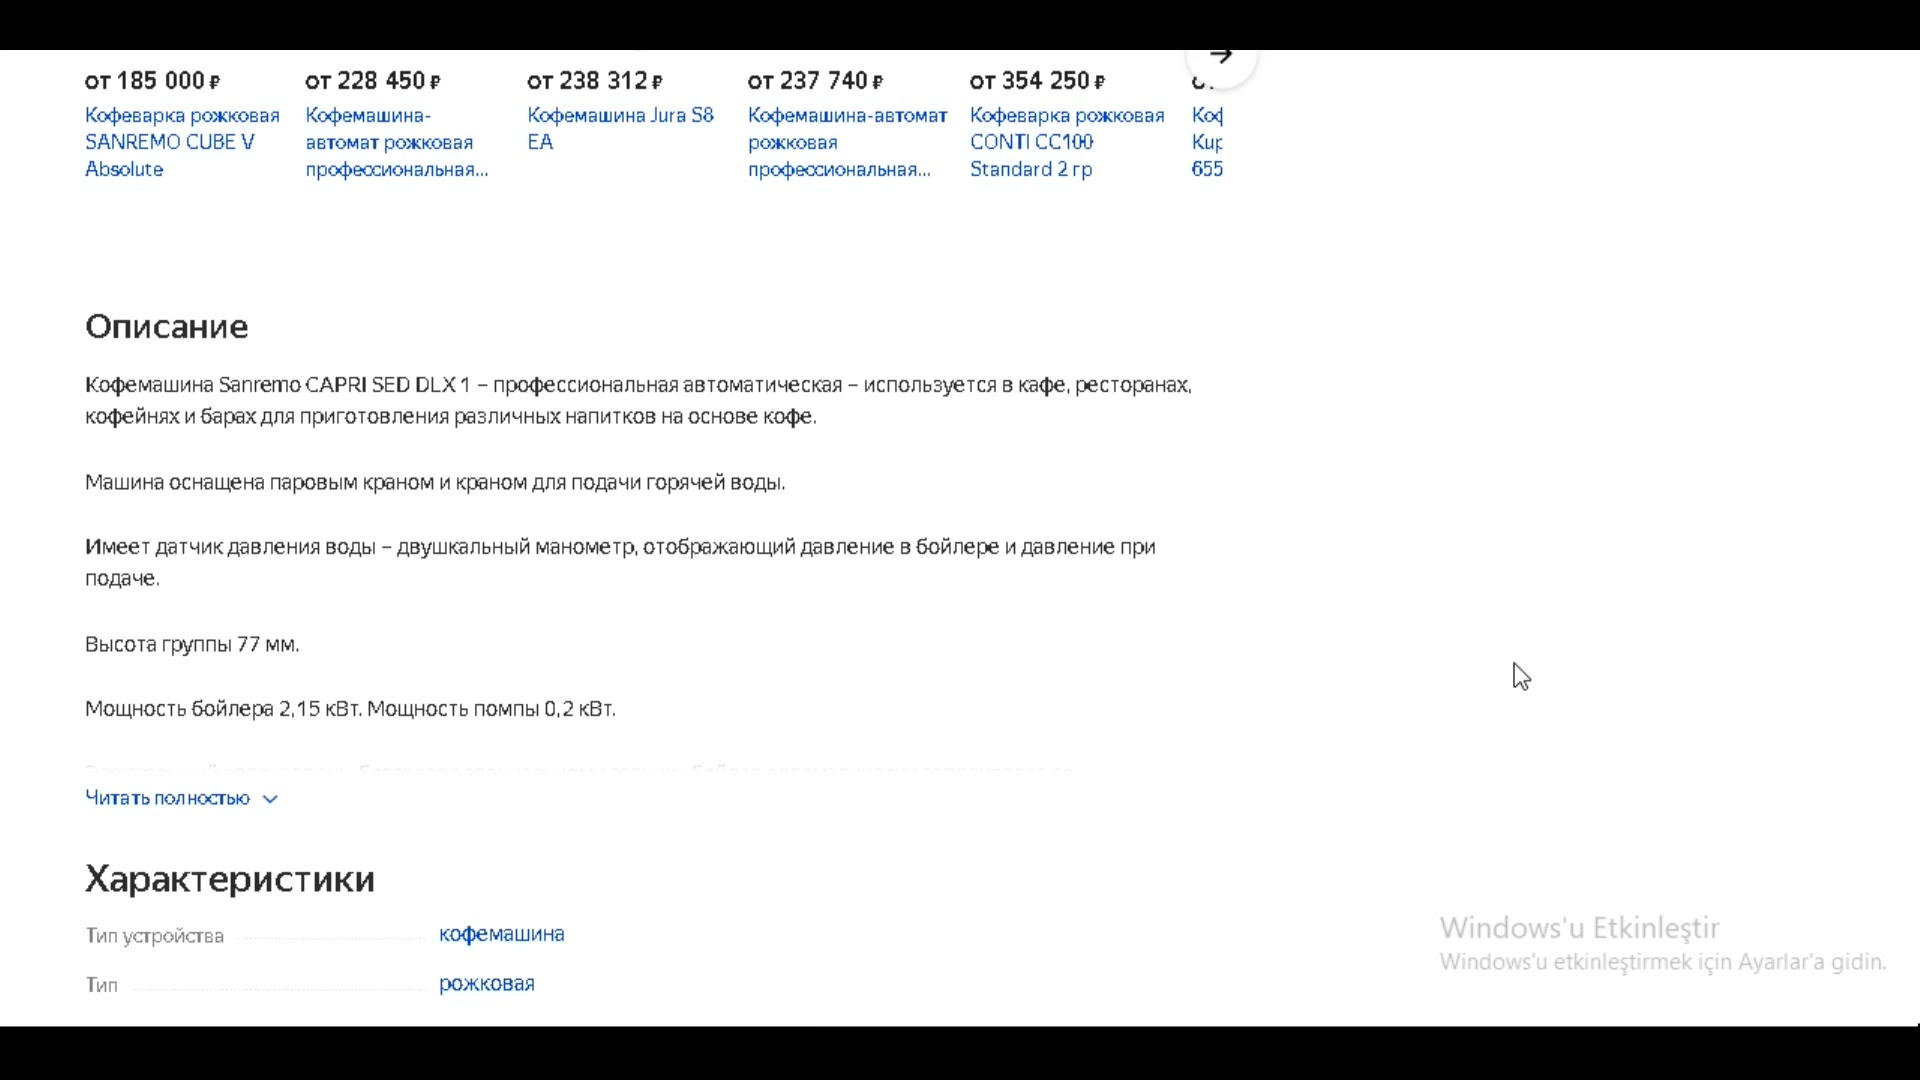 от 185 000 ₽ от 228 450 ₽ от 238 312 ₽ от 237 740 ₽ от 354 250 ₽
Кофеварка рожковая Кофемашина- Кофемашина Jura S8 Кофемашина-автомат Кофеварка рожковая
SANREMO CUBE V автомат рожковая EA рожковая CONTI CC100
Absolute профессиональная... профессиональная... Standard 2 гр 655
Описание
Кофемашина Sanremo CAPRI SED DLX 1 – профессиональная автоматическая – используется в кафе, ресторанах,
кофейнях и барах для приготовления различных напитков на основе кофе.
Машина оснащена паровым краном и краном для подачи горячей воды.
Имеет датчик давления воды – двушкальный манометр, отображающий давление в бойлере и давление при
подаче.
Высота группы 77 мм.
Мощность бойлера 2,15 кВт. Мощность помпы 0,2 кВт.
Читать полностью
Характеристики
Тип устройства кофемашина
Тип рожковая
Windows'u Etkinleştir
Windows'u etkinleştirmek için Ayarlar'a gidin.